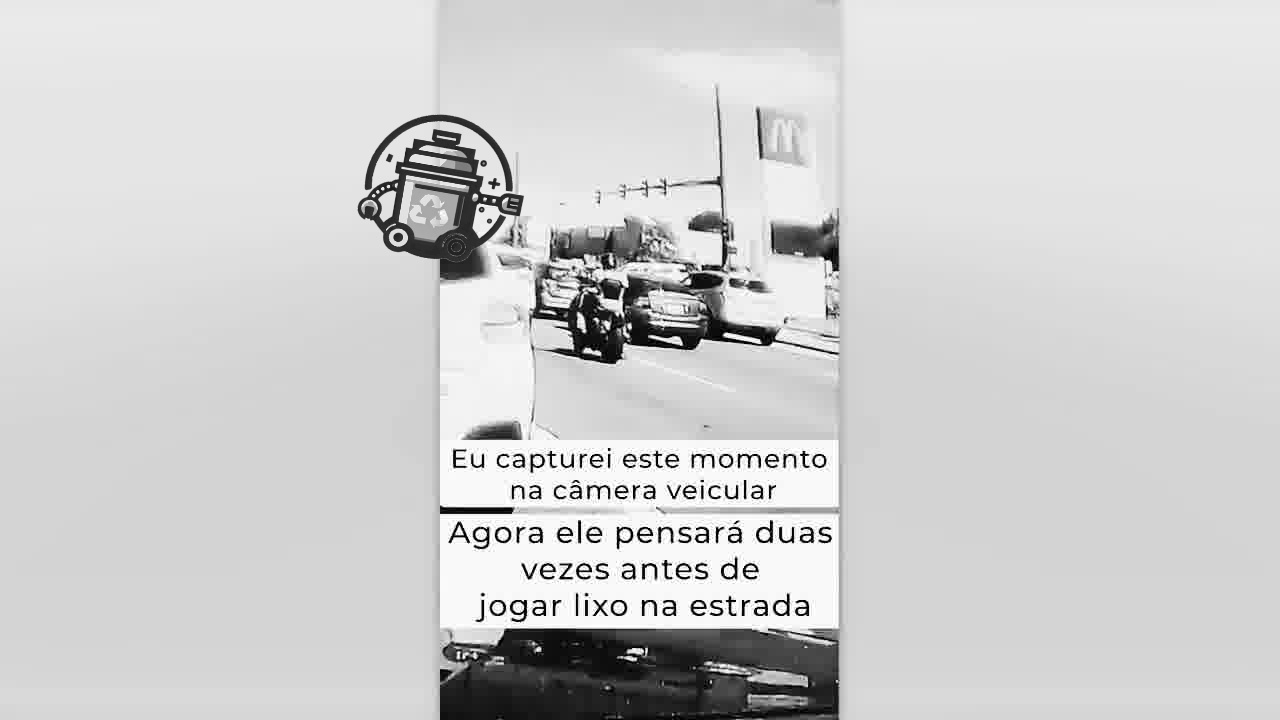 Eu capturei este momento
na câmera veicular
Agora ele pensará duas
vezes antes de
jogar lixo na estrada